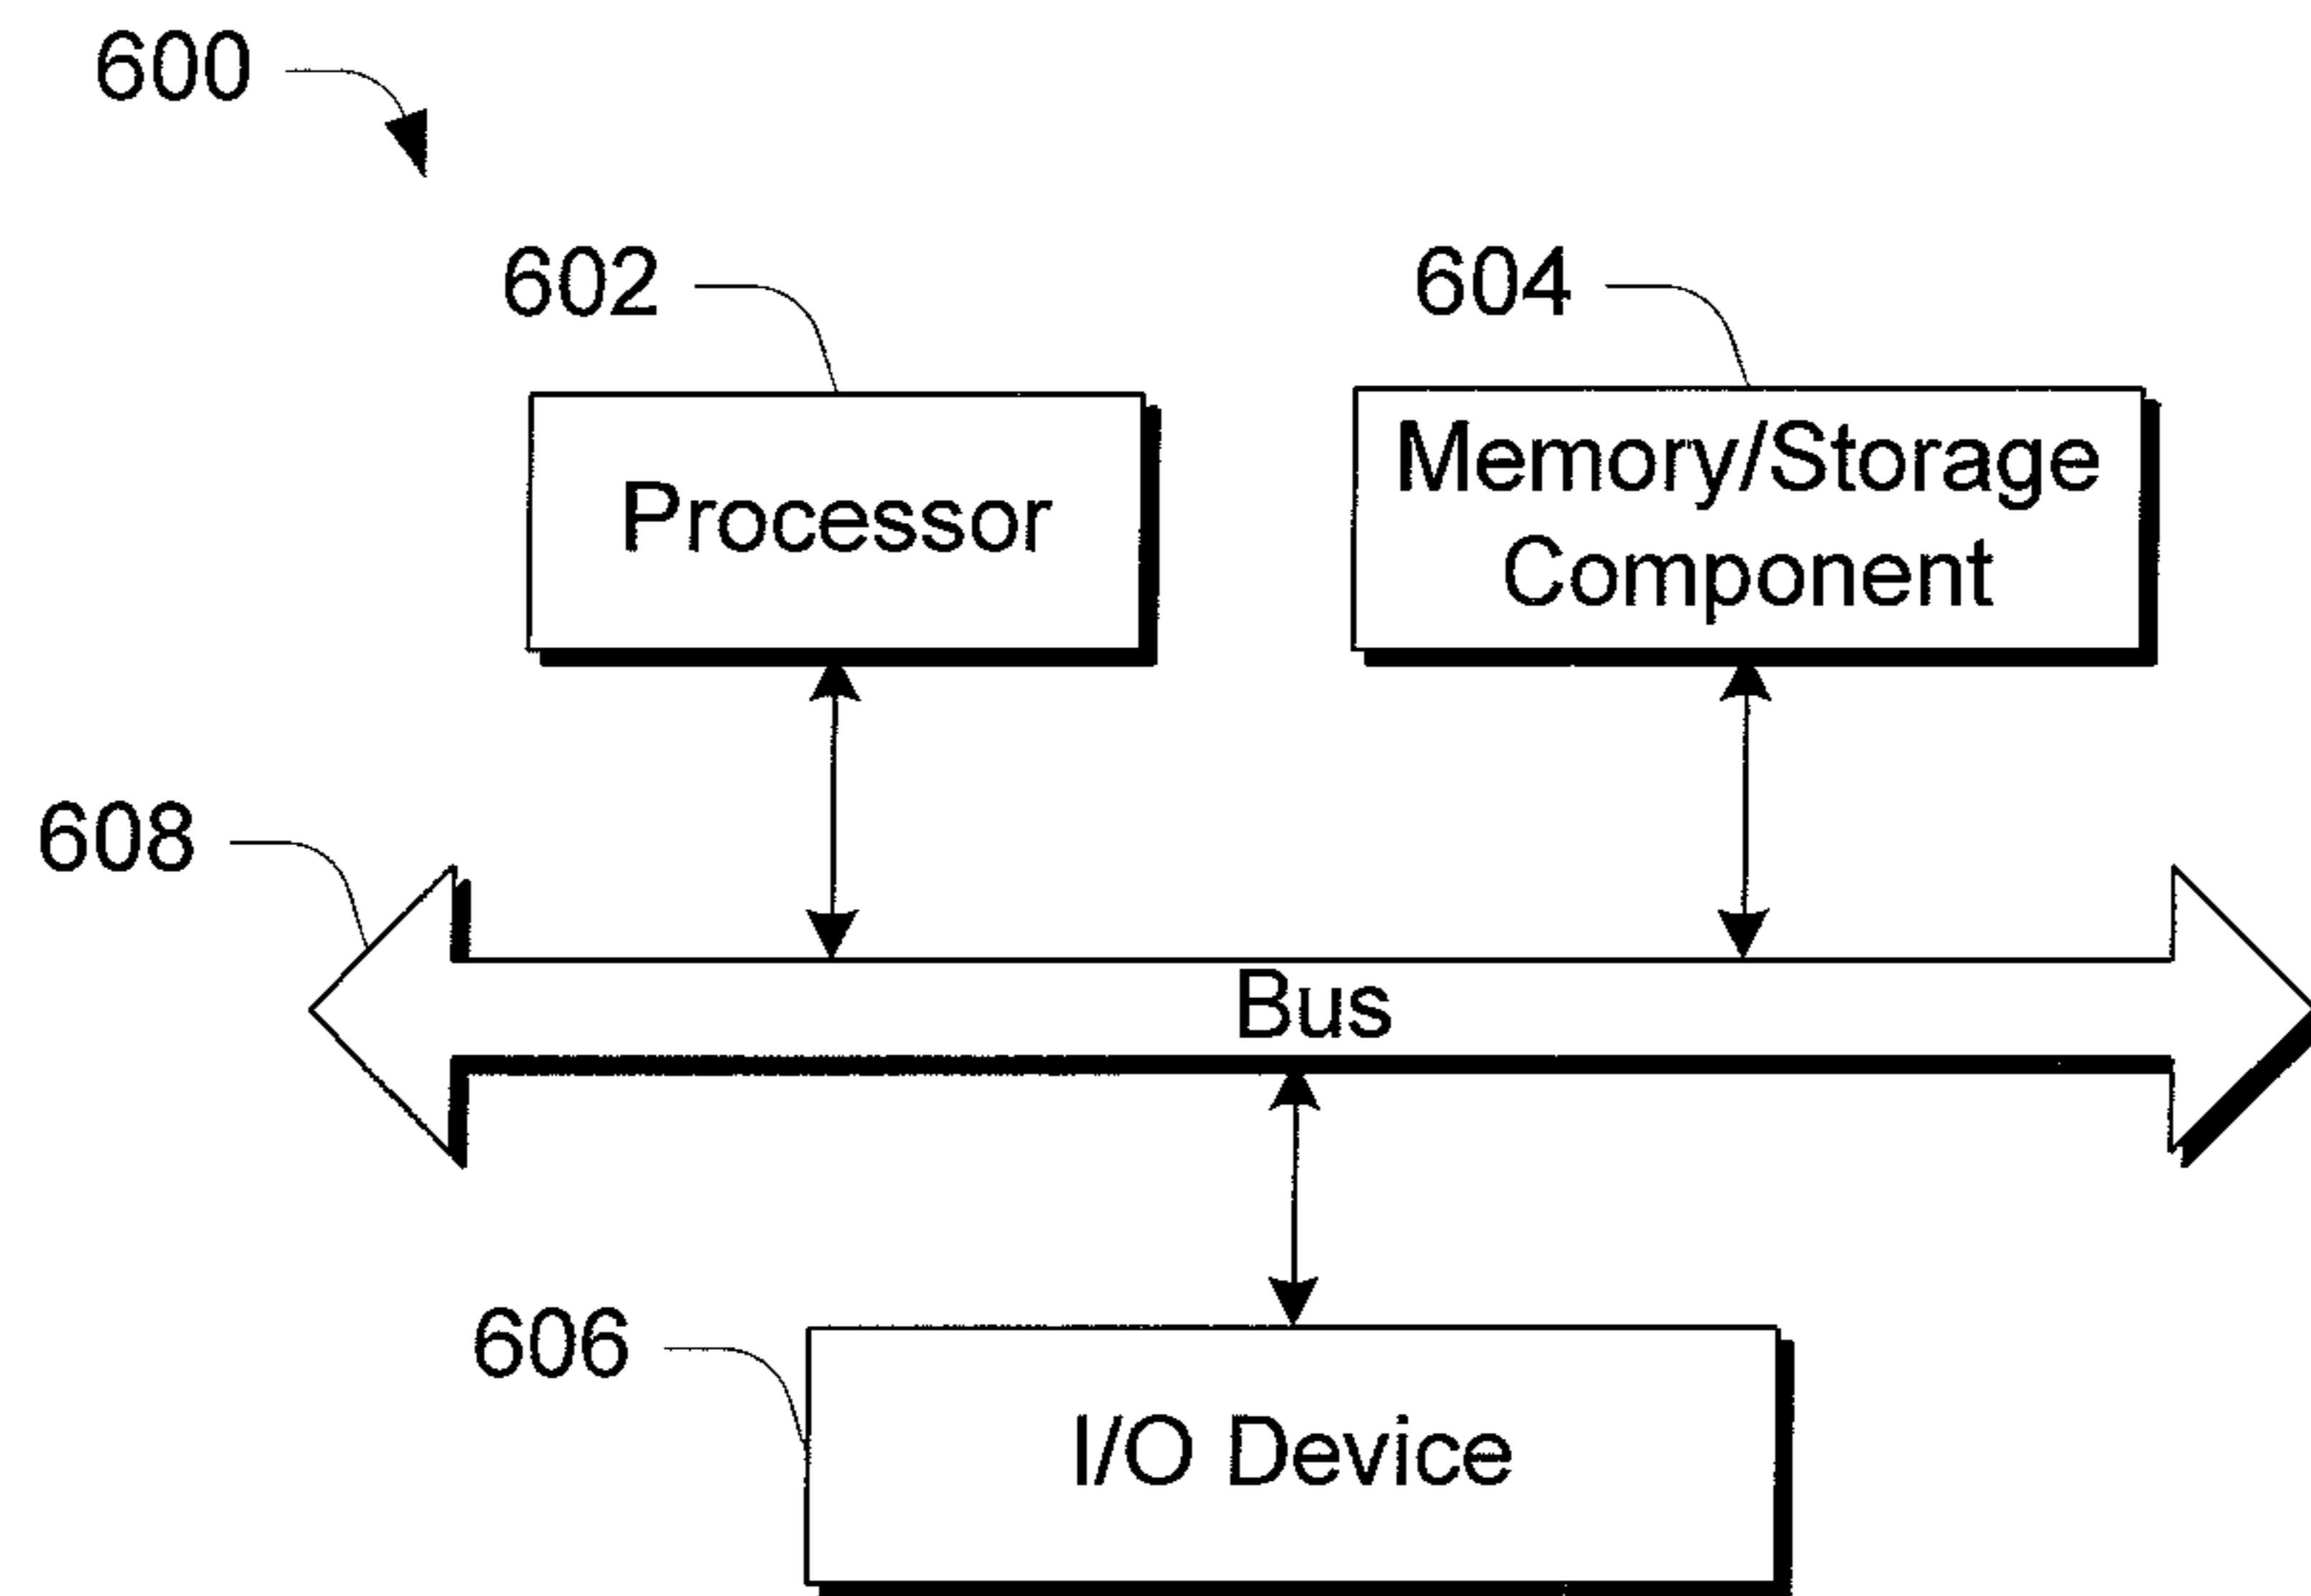 600
602
604
Processor
Memory/Storage
Component
608
Bus
606
I/O Device